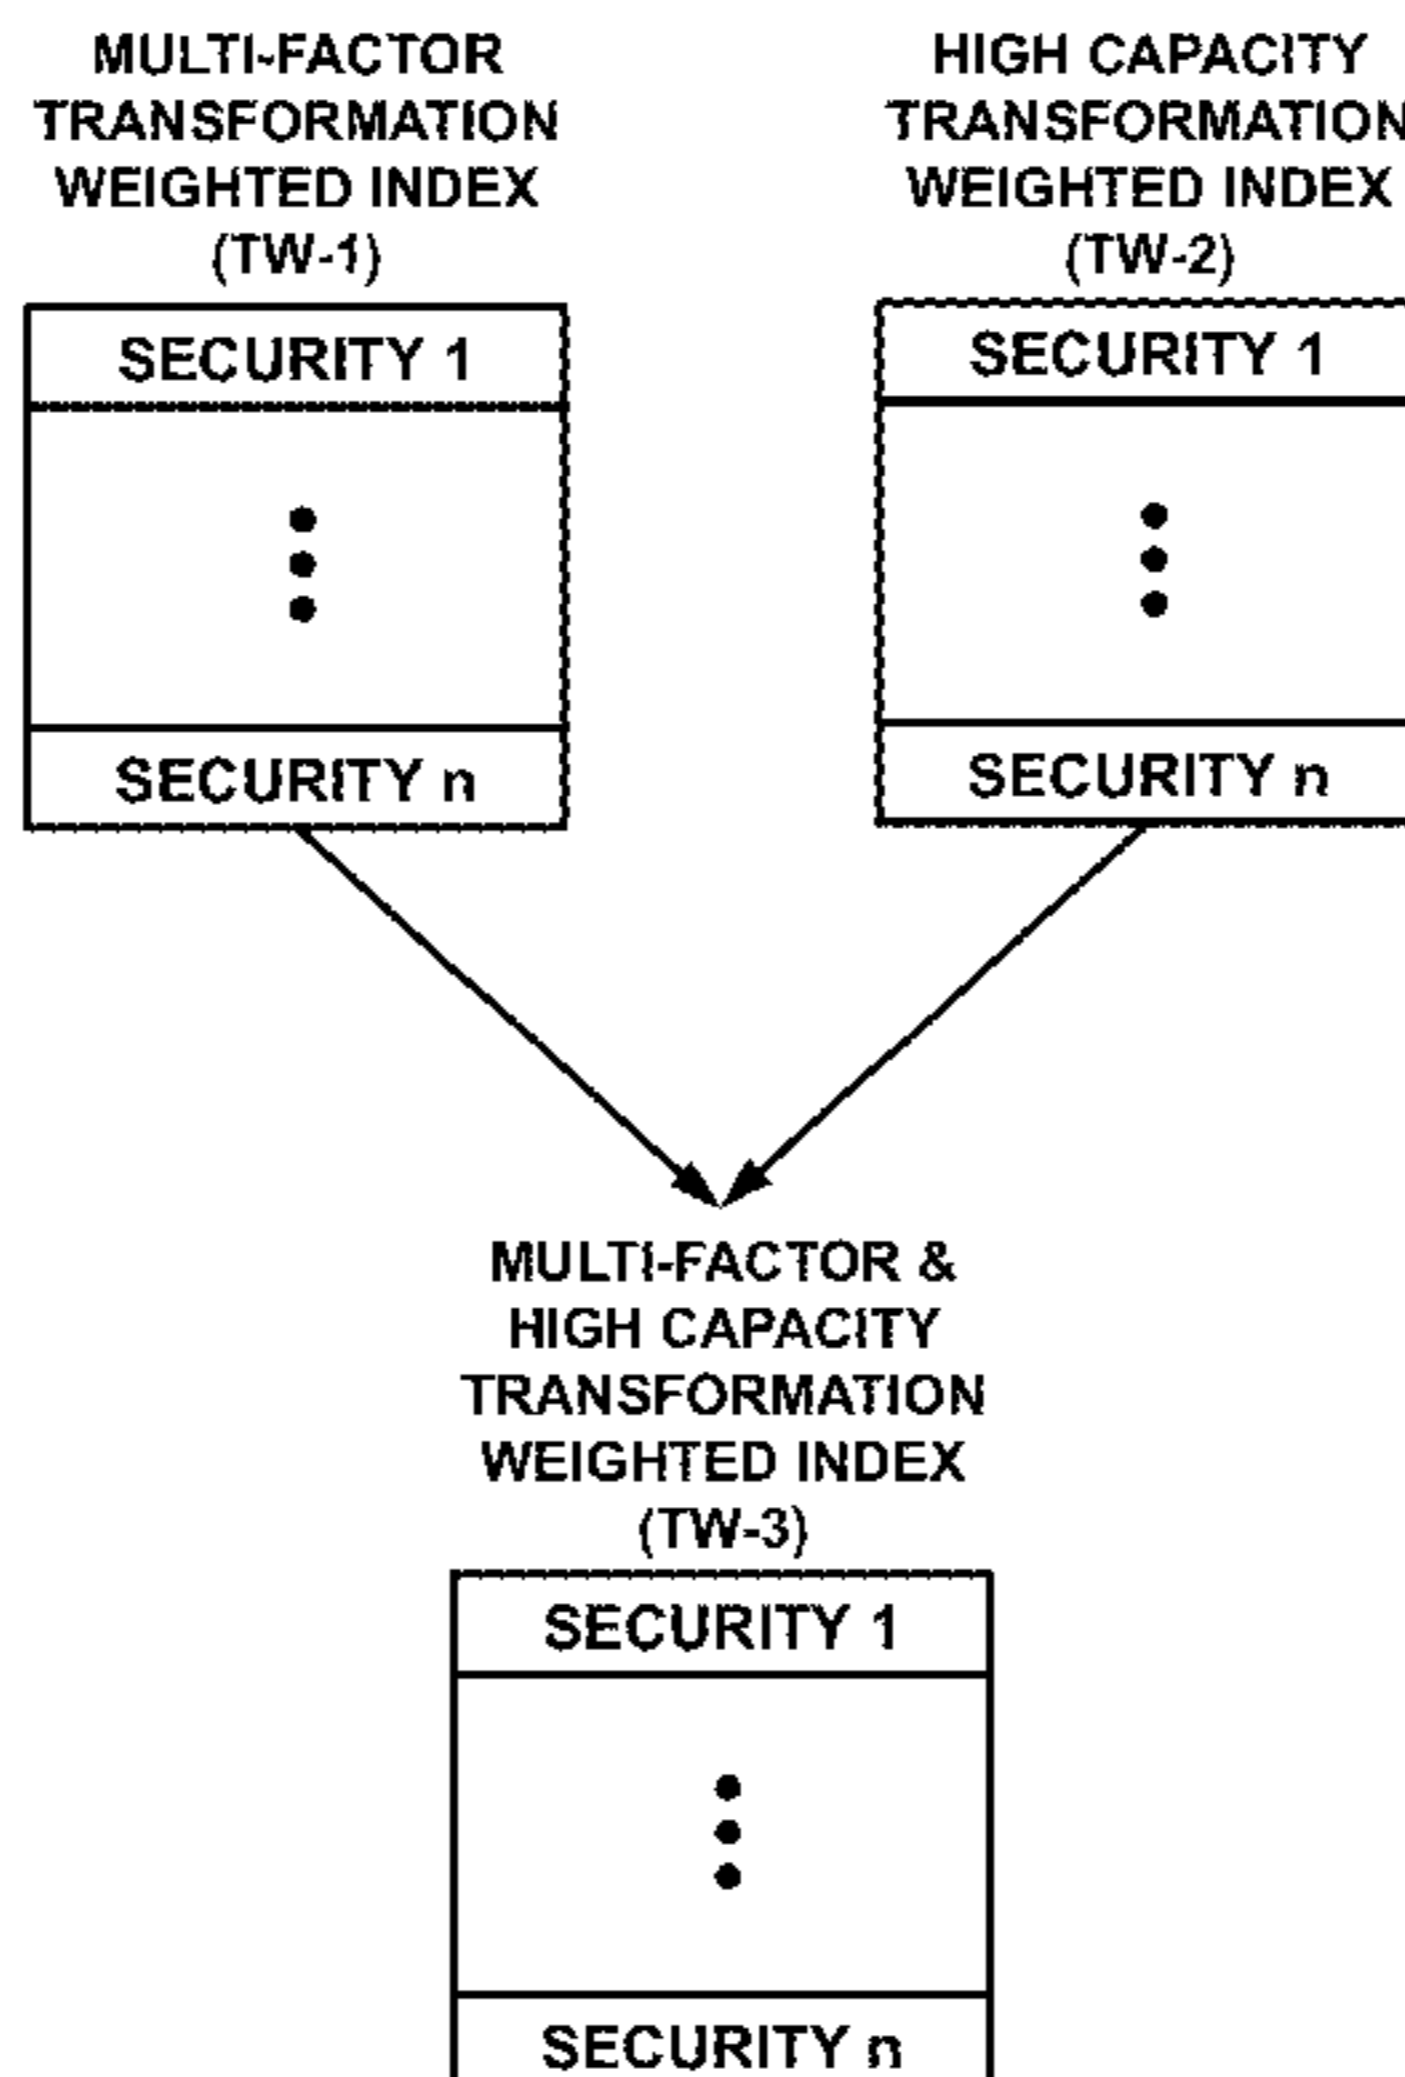 MULTI-FACTOR
TRANSFORMATION
WEIGHTED INDEX
(TW-1)
SECURITY 1
SECURITY n
HIGH CAPACITY
TRANSFORMATION
WEIGHTED INDEX
(TW-2)
SECURITY 1
SECURITY n
MULTI-FACTOR &
HIGH CAPACITY
TRANSFORMATION
WEIGHTED INDEX
(TW-3)
SECURITY 1
SECURITY n